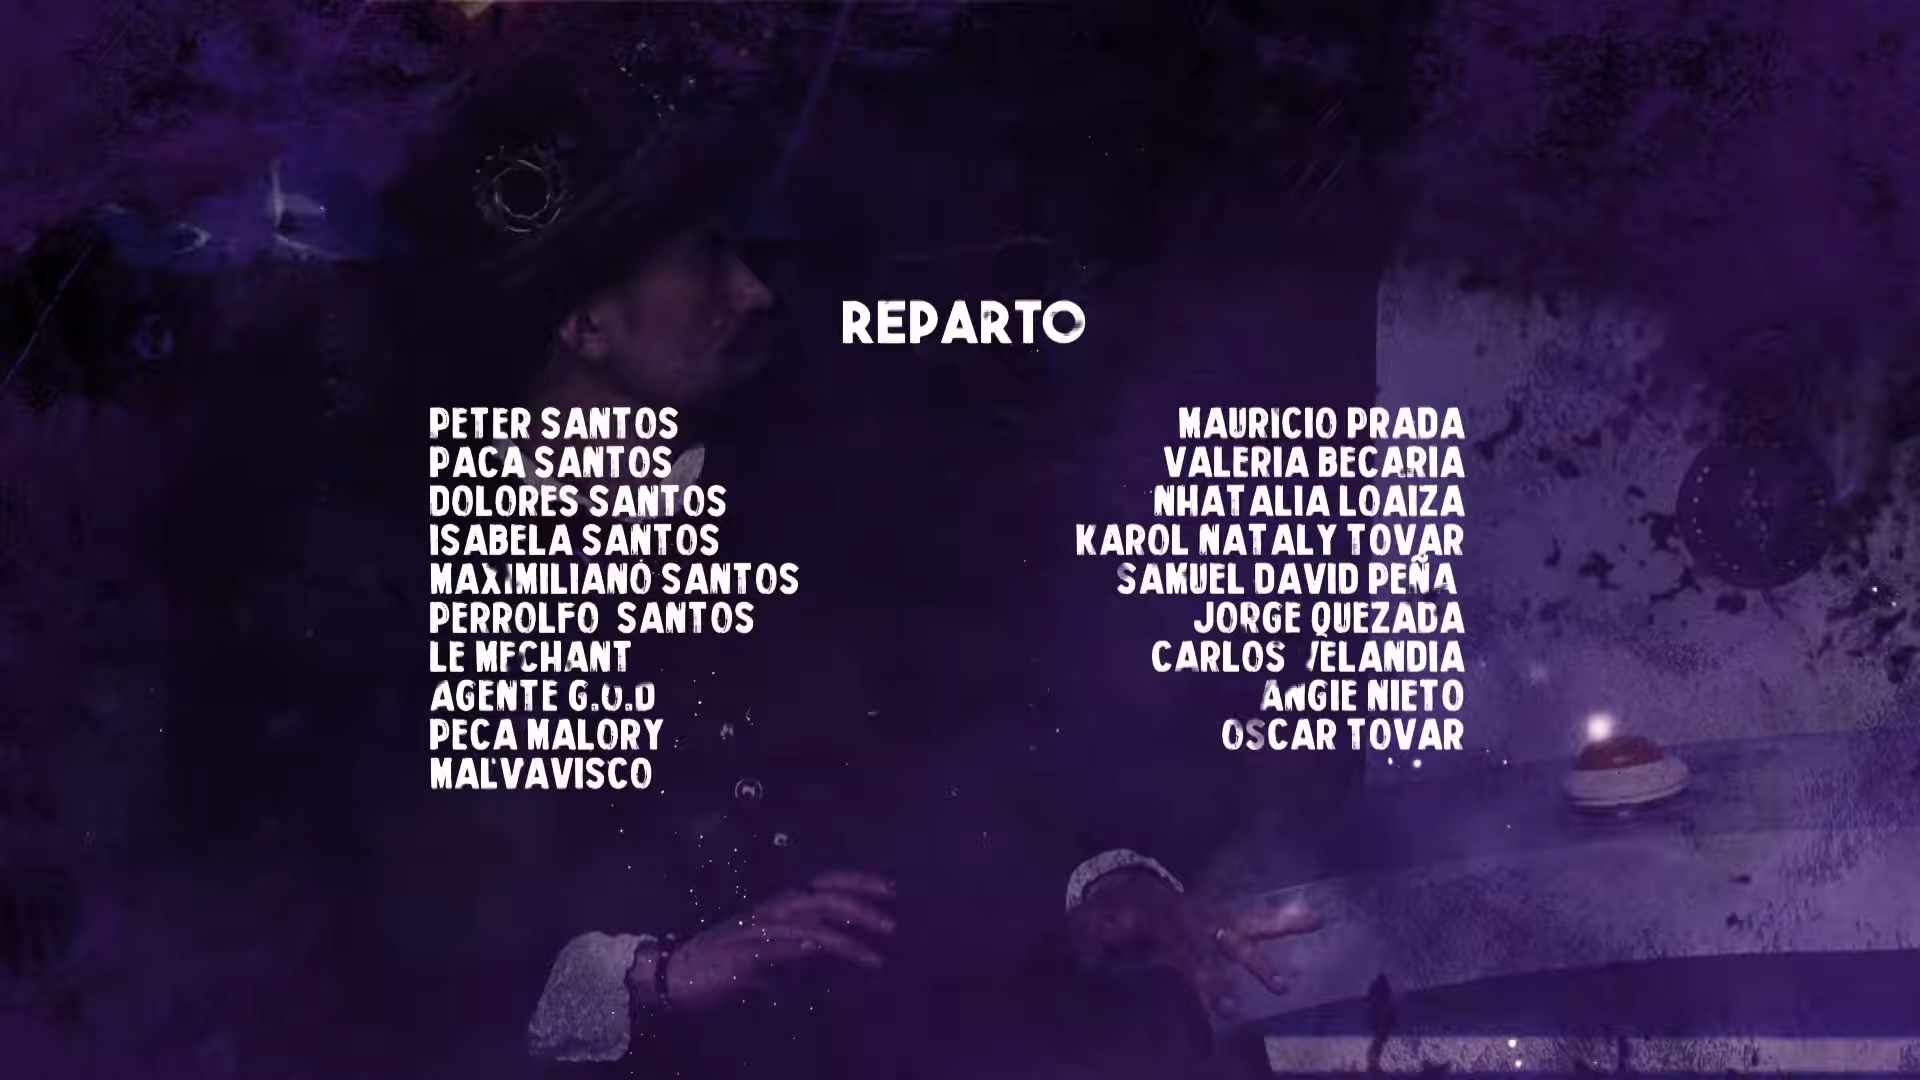 REPARTO
PETER SANTOS MAURICIO PRADA
PACA SANTOS VALERIA BECARIA
DOLORES SANTOS NHATALIA LOAIZA
ISABELA SANTOS KAROL NATALY TOVAR
MAXIMILIANO SANTOS SAMUEL DAVID PEÑA
PERROLFO SANTOS JORGE QUEZADA
LE MECHANT CARLOS VELANDIA
AGENTE G.O.D ANGIE NIETO
PECA MALORY OSCAR TOVAR
MALVAVISCO